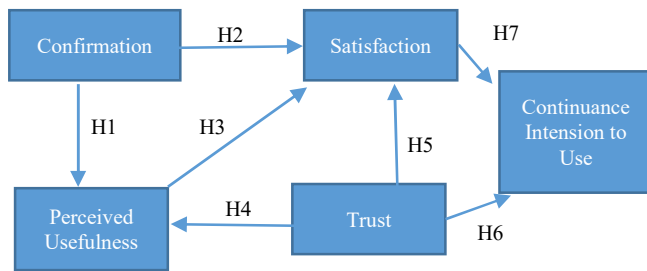 Confirmation
H2
Satisfaction
H7
Continuance
Intension to
Use
H1
H3
H5
Perceived
Usefulness
H4
Trust
H6